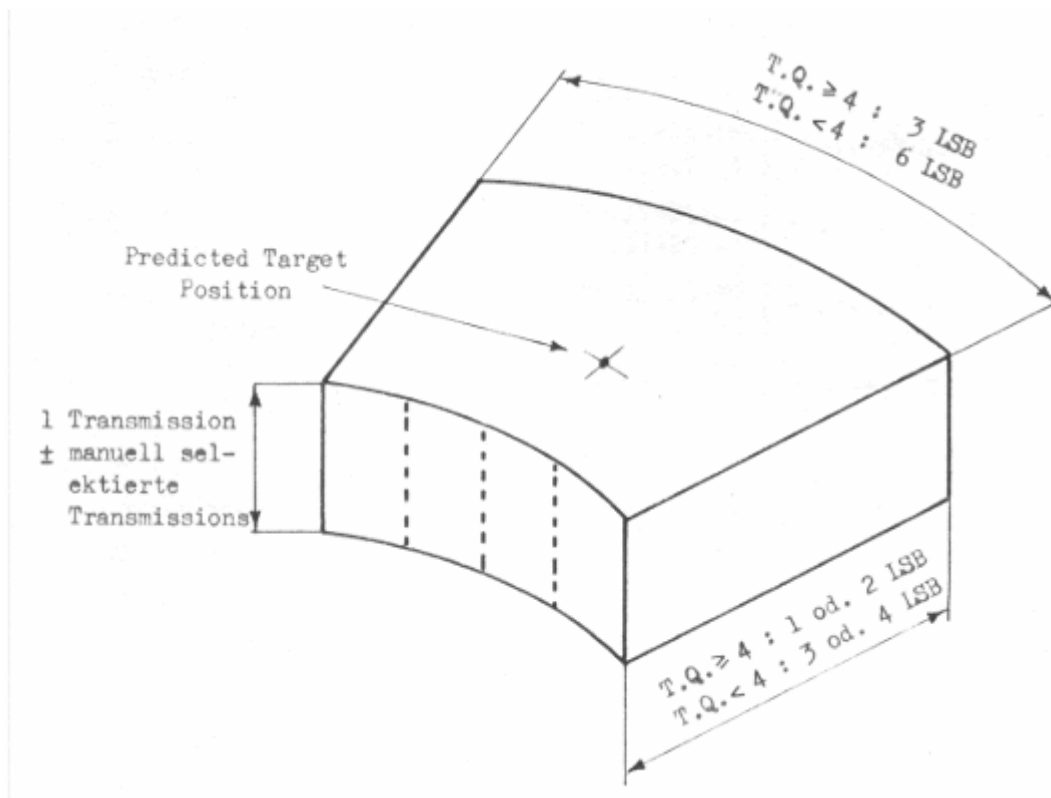 T.Q. ≥ 4 : 3 LSB
T.Q. < 4 : 6 LSB
Predicted Target
Position
1 Transmission
± manuell sel-
ektierte
Transmissions
T.Q. ≥ 4 : 1 od. 2 LSB
T.Q. < 4 : 3 od. 4 LSB